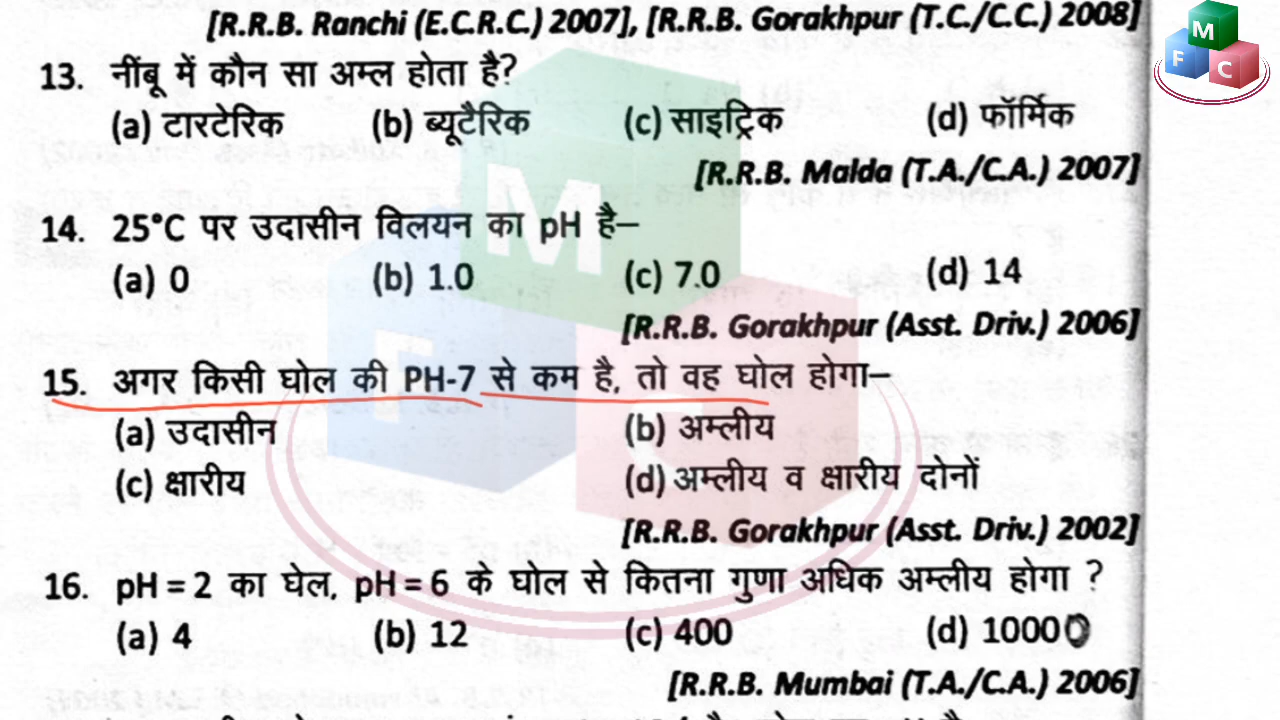 [R.R.B. Ranchi (E.C.R.C.) 2007], [R.R.B. Gorakhpur (T.C./C.C.) 2008]
13. नींबू में कौन सा अम्ल होता है?
(a) टारटेरिक (b) ब्यूटैरिक (c) साइट्रिक (d) फॉर्मिक
[R.R.B. Malda (T.A./C.A.) 2007]
14. 25°C पर उदासीन विलयन का pH है–
(a) 0 (b) 1.0 (c) 7.0 (d) 14
[R.R.B. Gorakhpur (Asst. Driv.) 2006]
15. अगर किसी घोल की PH-7 से कम है, तो वह घोल होगा–
(a) उदासीन (b) अम्लीय
(c) क्षारीय (d) अम्लीय व क्षारीय दोनों
[R.R.B. Gorakhpur (Asst. Driv.) 2002]
16. pH = 2 का घेल, pH = 6 के घोल से कितना गुणा अधिक अम्लीय होगा ?
(a) 4 (b) 12 (c) 400 (d) 10000
[R.R.B. Mumbai (T.A./C.A.) 2006]
M
F C
M
F